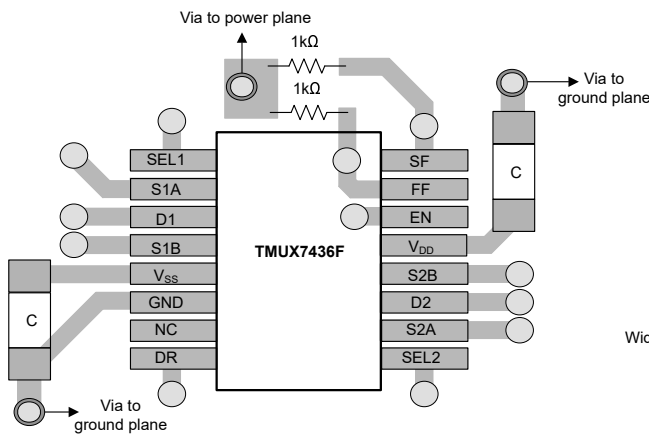 Via to power plane
1kΩ
1kΩ
Via to
ground plane
C
SEL1
S1A
D1
S1B
VSS
GND
NC
DR
TMUX7436F
SF
FF
EN
VDD
S2B
D2
S2A
SEL2
C
Via to
ground plane
Wid